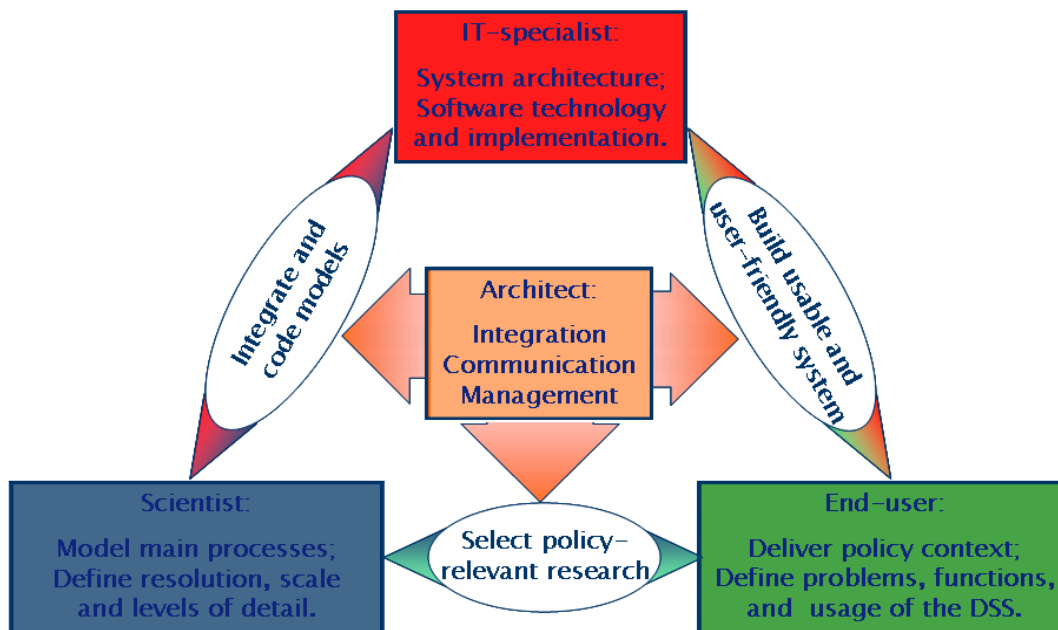 IT-specialist:
System architecture;
Software technology
and implementation.
Integrate and
code models
Build usable and
user-friendly system
Architect:
Integration
Communication
Management
Scientist:
Model main processes;
Define resolution, scale
and levels of detail.
Select policy-
relevant research
End-user:
Deliver policy context;
Define problems, functions,
and usage of the DSS.